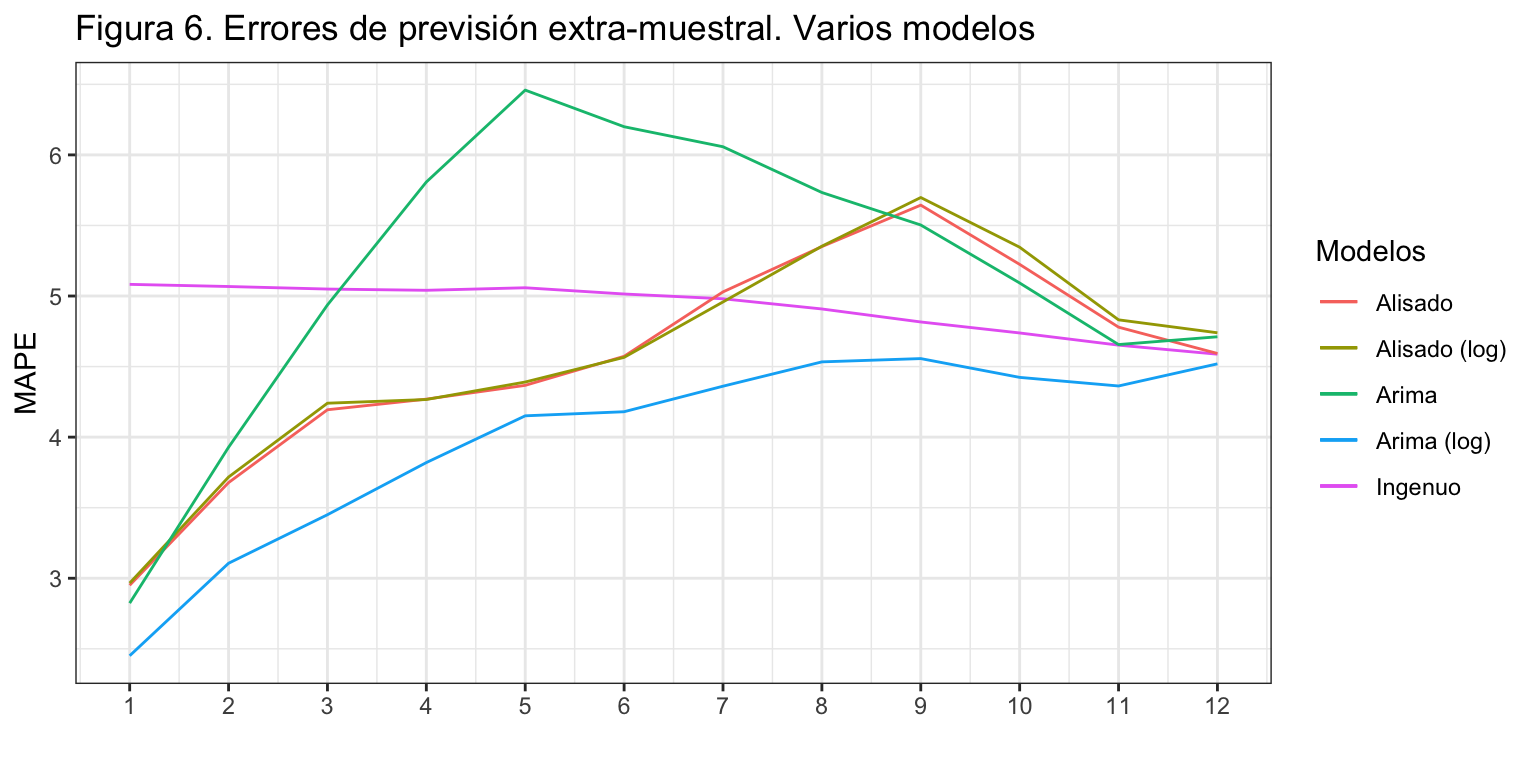 Figura 6. Errores de previsión extra-muestral. Varios modelos
MAPE
6
5
4
3
1 2 3 4 5 6 7 8 9 10 11 12
Modelos
Alisado
Alisado (log)
Arima
Arima (log)
Ingenuo